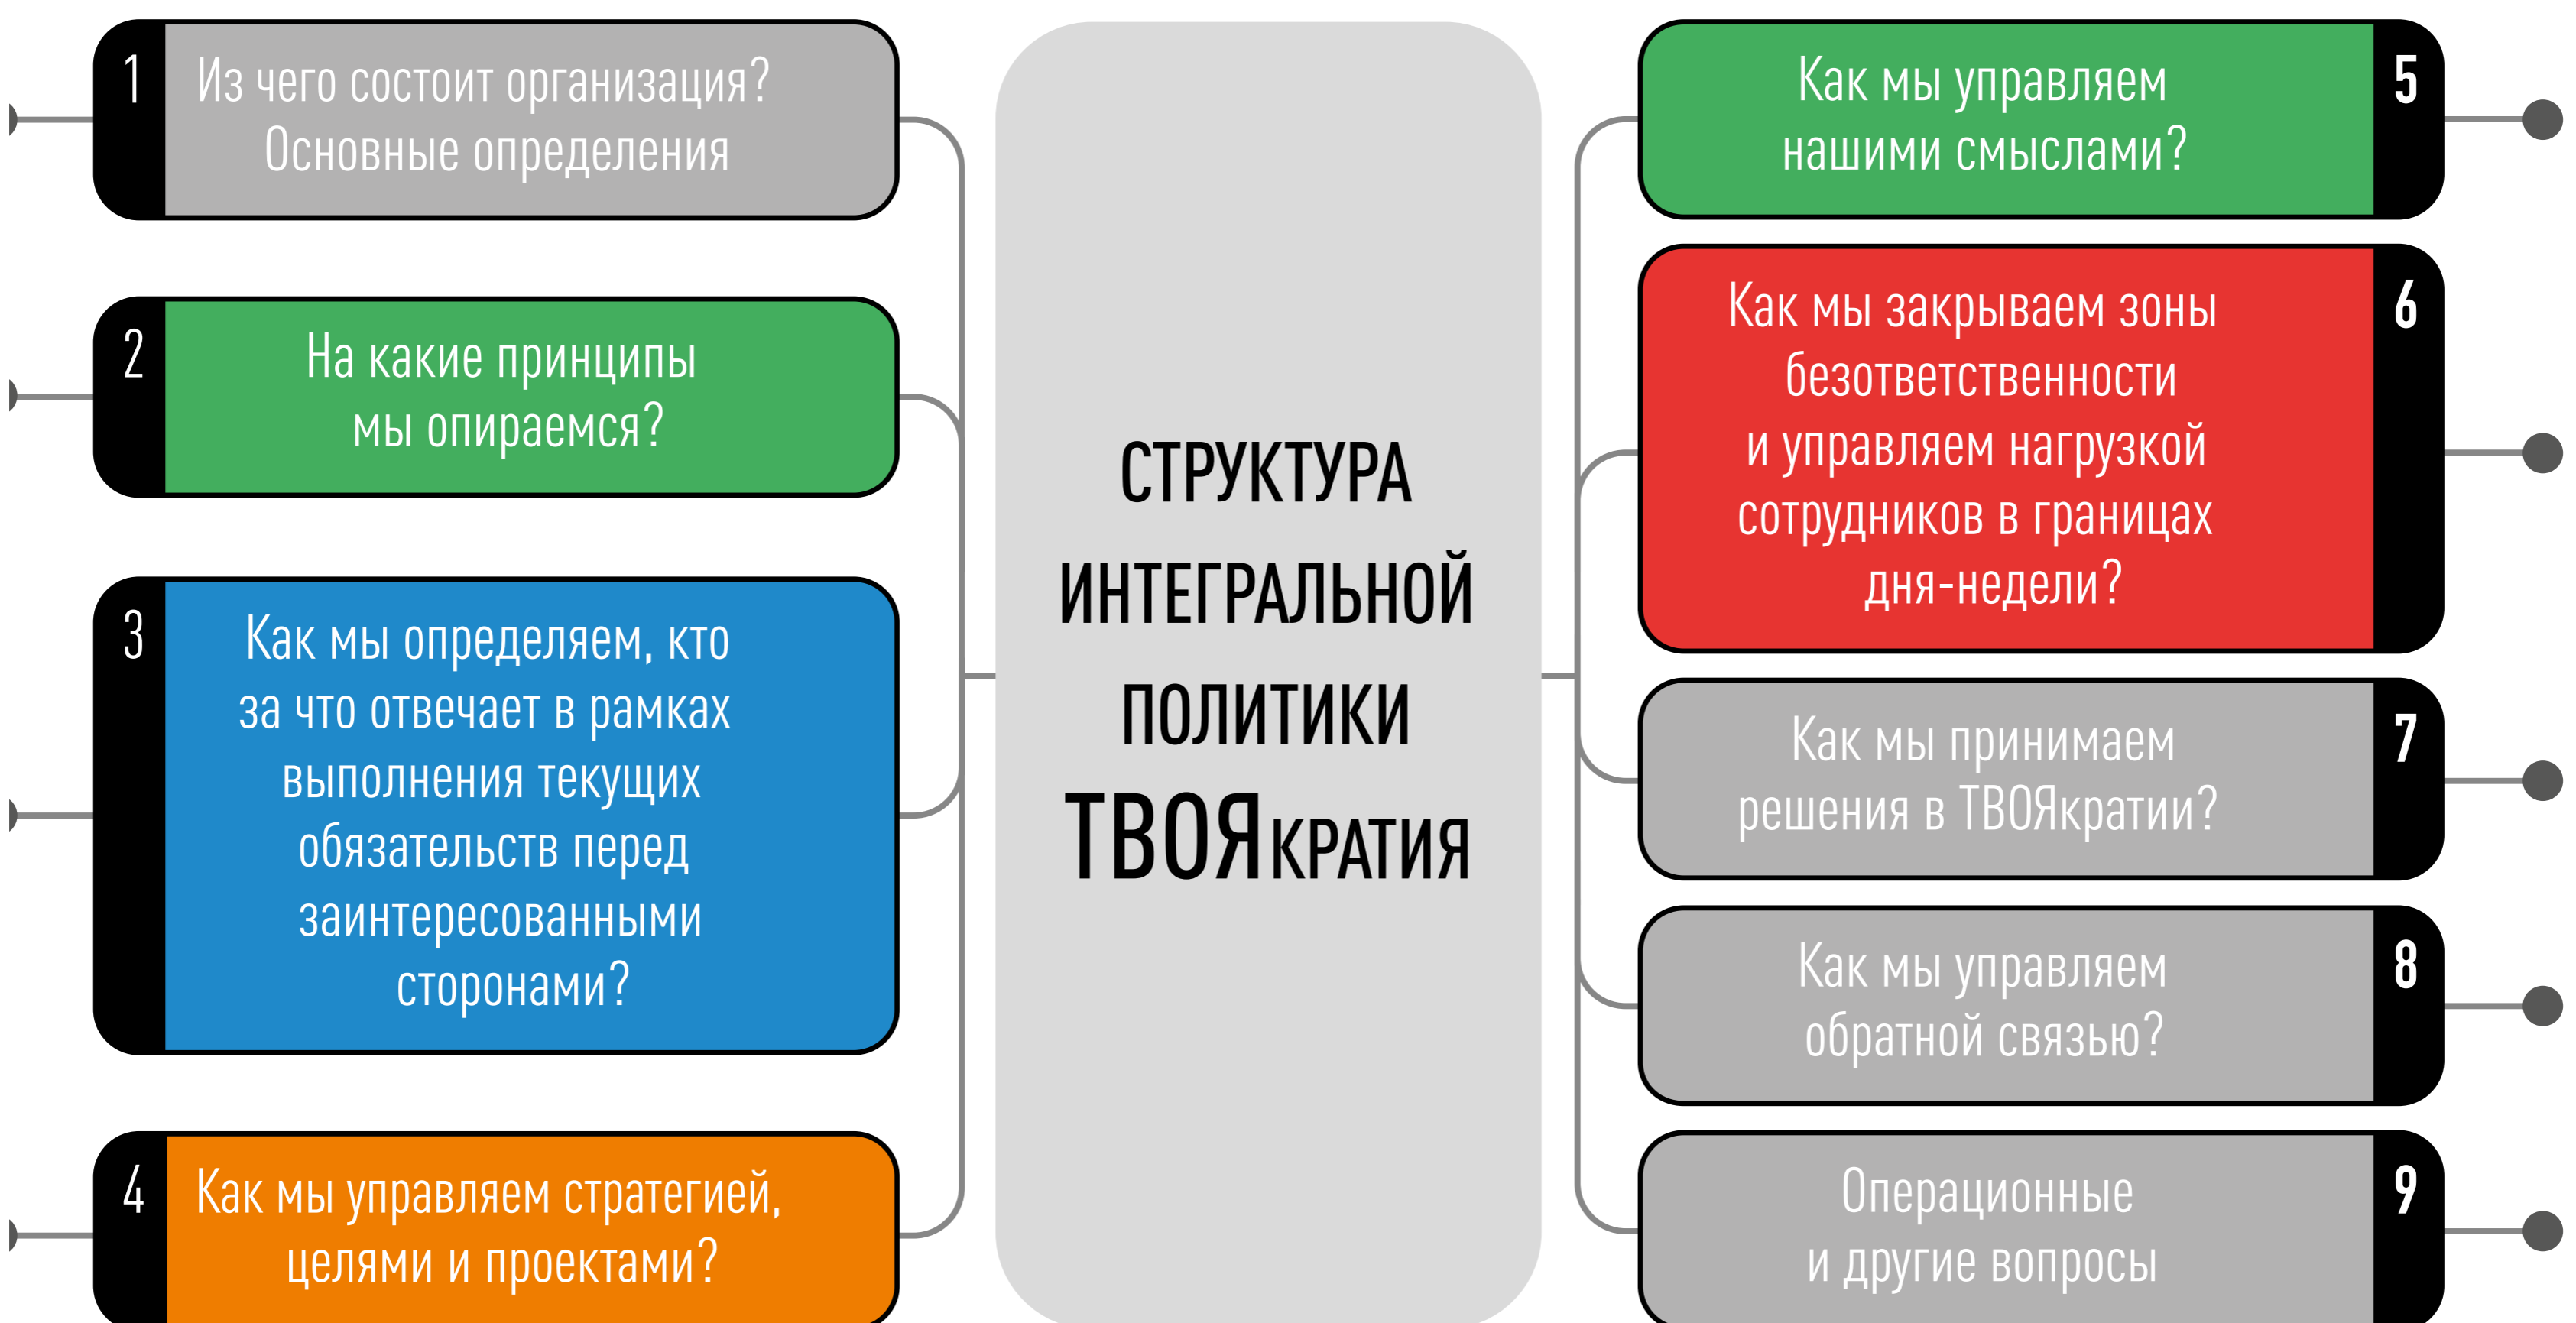 1
Из чего состоит организация?
Основные определения
2
На какие принципы
мы опираемся?
3
Как мы определяем, кто
за что отвечает в рамках
выполнения текущих
обязательств перед
заинтересованными
сторонами?
4
Как мы управляем стратегией,
целями и проектами?
СТРУКТУРА
ИНТЕГРАЛЬНОЙ
ПОЛИТИКИ
ТВОЯКРАТИЯ
Как мы управляем
нашими смыслами?
5
Как мы закрываем зоны
безответственности
и управляем нагрузкой
сотрудников в границах
дня-недели?
6
Как мы принимаем
решения в ТВОЯкратии?
7
Как мы управляем
обратной связью?
8
Операционные
и другие вопросы
9